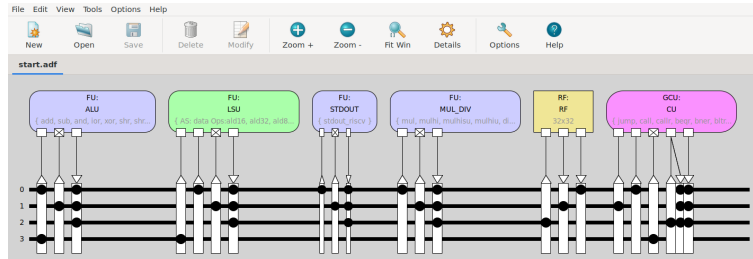 File Edit View Tools Options Help
New Open Save Delete Modify Zoom + Zoom - Fit Win Details Options Help
start.adf
FU: FU: FU: FU: RF: GCU:
ALU LSU STDOUT MUL_DIV RF CU
{ add, sub, and, ior, xor, shr, shr... { AS: data Ops:ald16, ald32, ald8... { stdout_riscv } { mul, mulhi, mulhisu, mulhiu, di... 32x32 { jump, call, callr, beqr, bner, bltr...
0
1
2
3